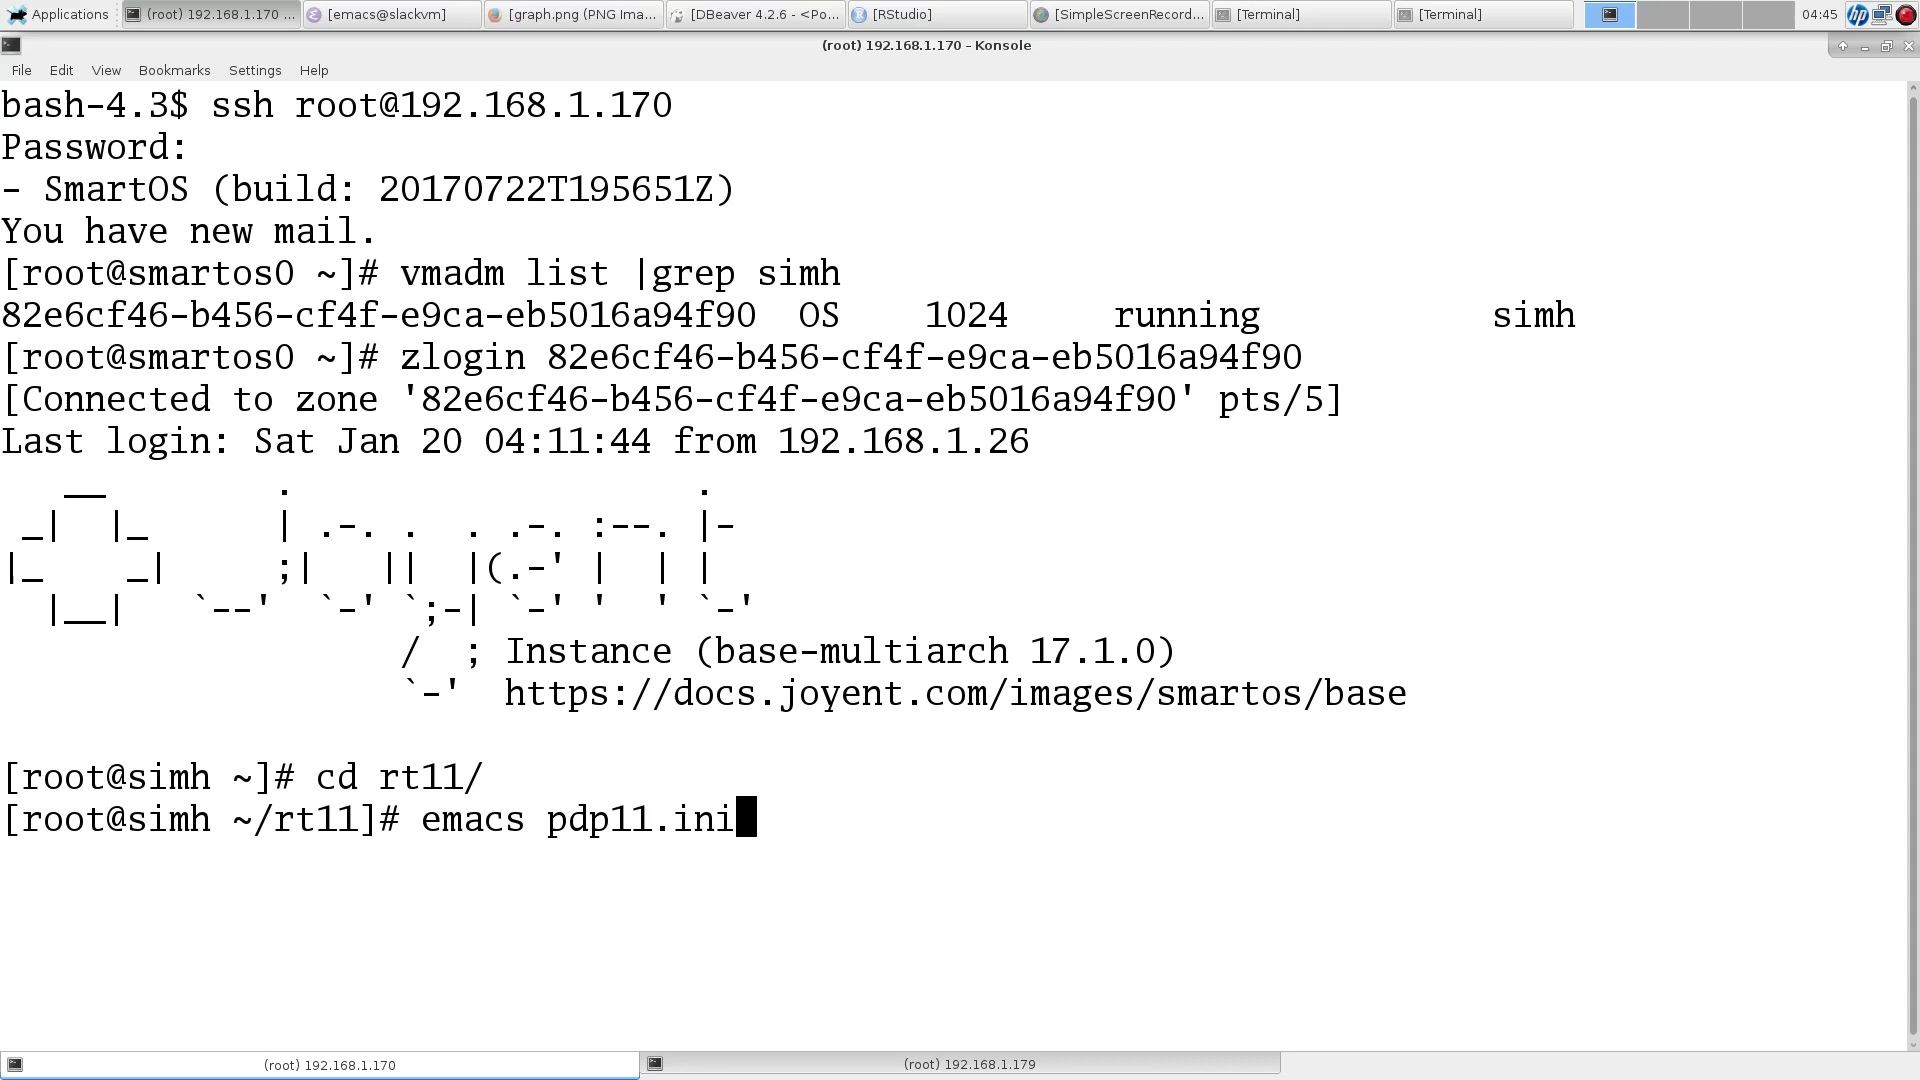 Applications
(root) 192.168.1.170 ...
[emacs@slackvm]
[graph.png (PNG Ima...
[DBeaver 4.2.6 - <Po...
[RStudio]
[SimpleScreenRecord...
[Terminal]
[Terminal]
04:45
(root) 192.168.1.170 – Konsole
File Edit View Bookmarks Settings Help
bash-4.3$ ssh root@192.168.1.170
Password:
- SmartOS (build: 20170722T195651Z)
You have new mail.
[root@smartos0 ~]# vmadm list |grep simh
82e6cf46-b456-cf4f-e9ca-eb5016a94f90  OS    1024     running           simh
[root@smartos0 ~]# zlogin 82e6cf46-b456-cf4f-e9ca-eb5016a94f90
[Connected to zone '82e6cf46-b456-cf4f-e9ca-eb5016a94f90' pts/5]
Last login: Sat Jan 20 04:11:44 from 192.168.1.26
   __        .                   .
 _|  |_      | .-. .  . .-. :--. |-
|_    _|     ;|   ||  |(.-' |  | |
  |__|   `--'  `-' `;-| `-' '  ' `-'
                   /  ; Instance (base-multiarch 17.1.0)
                   `-'  https://docs.joyent.com/images/smartos/base
[root@simh ~]# cd rt11/
[root@simh ~/rt11]# emacs pdp11.ini
(root) 192.168.1.170
(root) 192.168.1.179